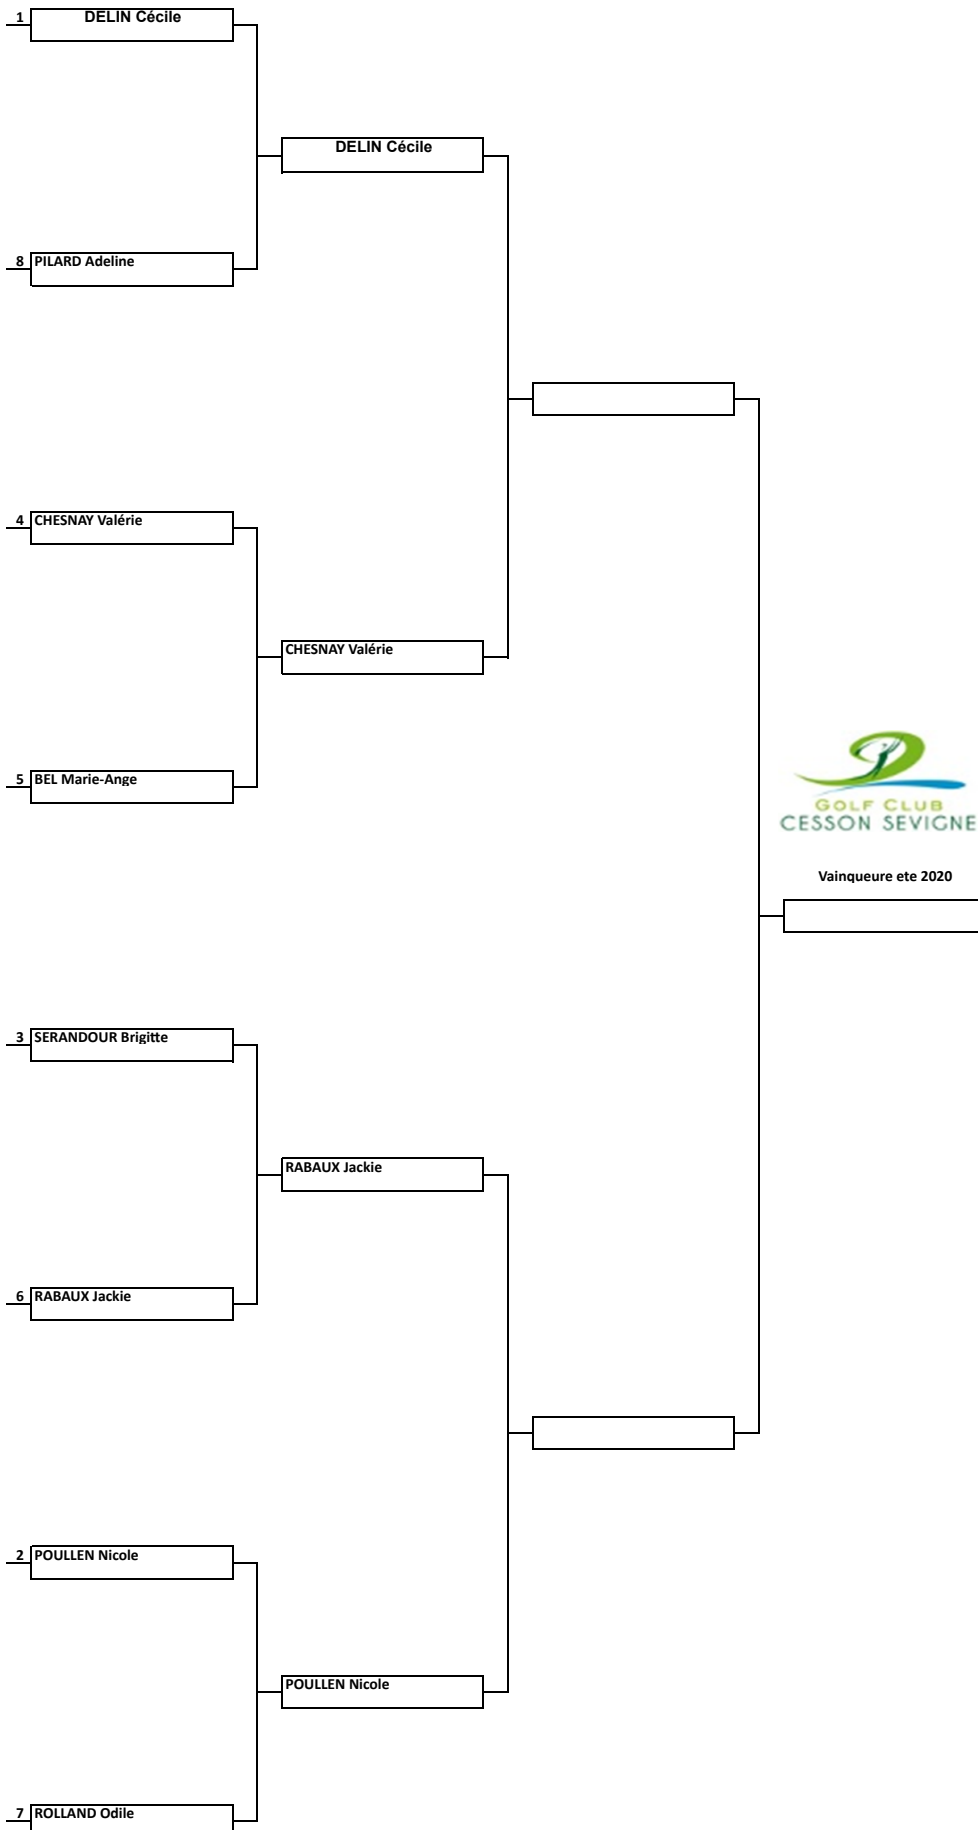 1 DELIN Cécile
DELIN Cécile
8 PILARD Adeline
4 CHESNAY Valérie
CHESNAY Valérie
5 BEL Marie-Ange
GOLF CLUB
CESSON SEVIGNE
Vainqueure ete 2020
3 SERANDOUR Brigitte
RABAUX Jackie
6 RABAUX Jackie
2 POULLEN Nicole
POULLEN Nicole
7 ROLLAND Odile